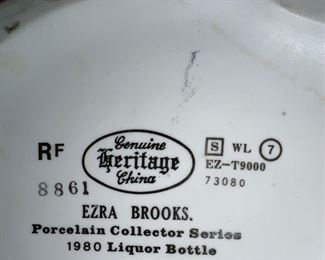 RF
8861
Genuine
Heritage
China
S WL 7
EZ-T9000
73080
EZRA BROOKS.
Porcelain Collector Series
1980 Liquor Bottle